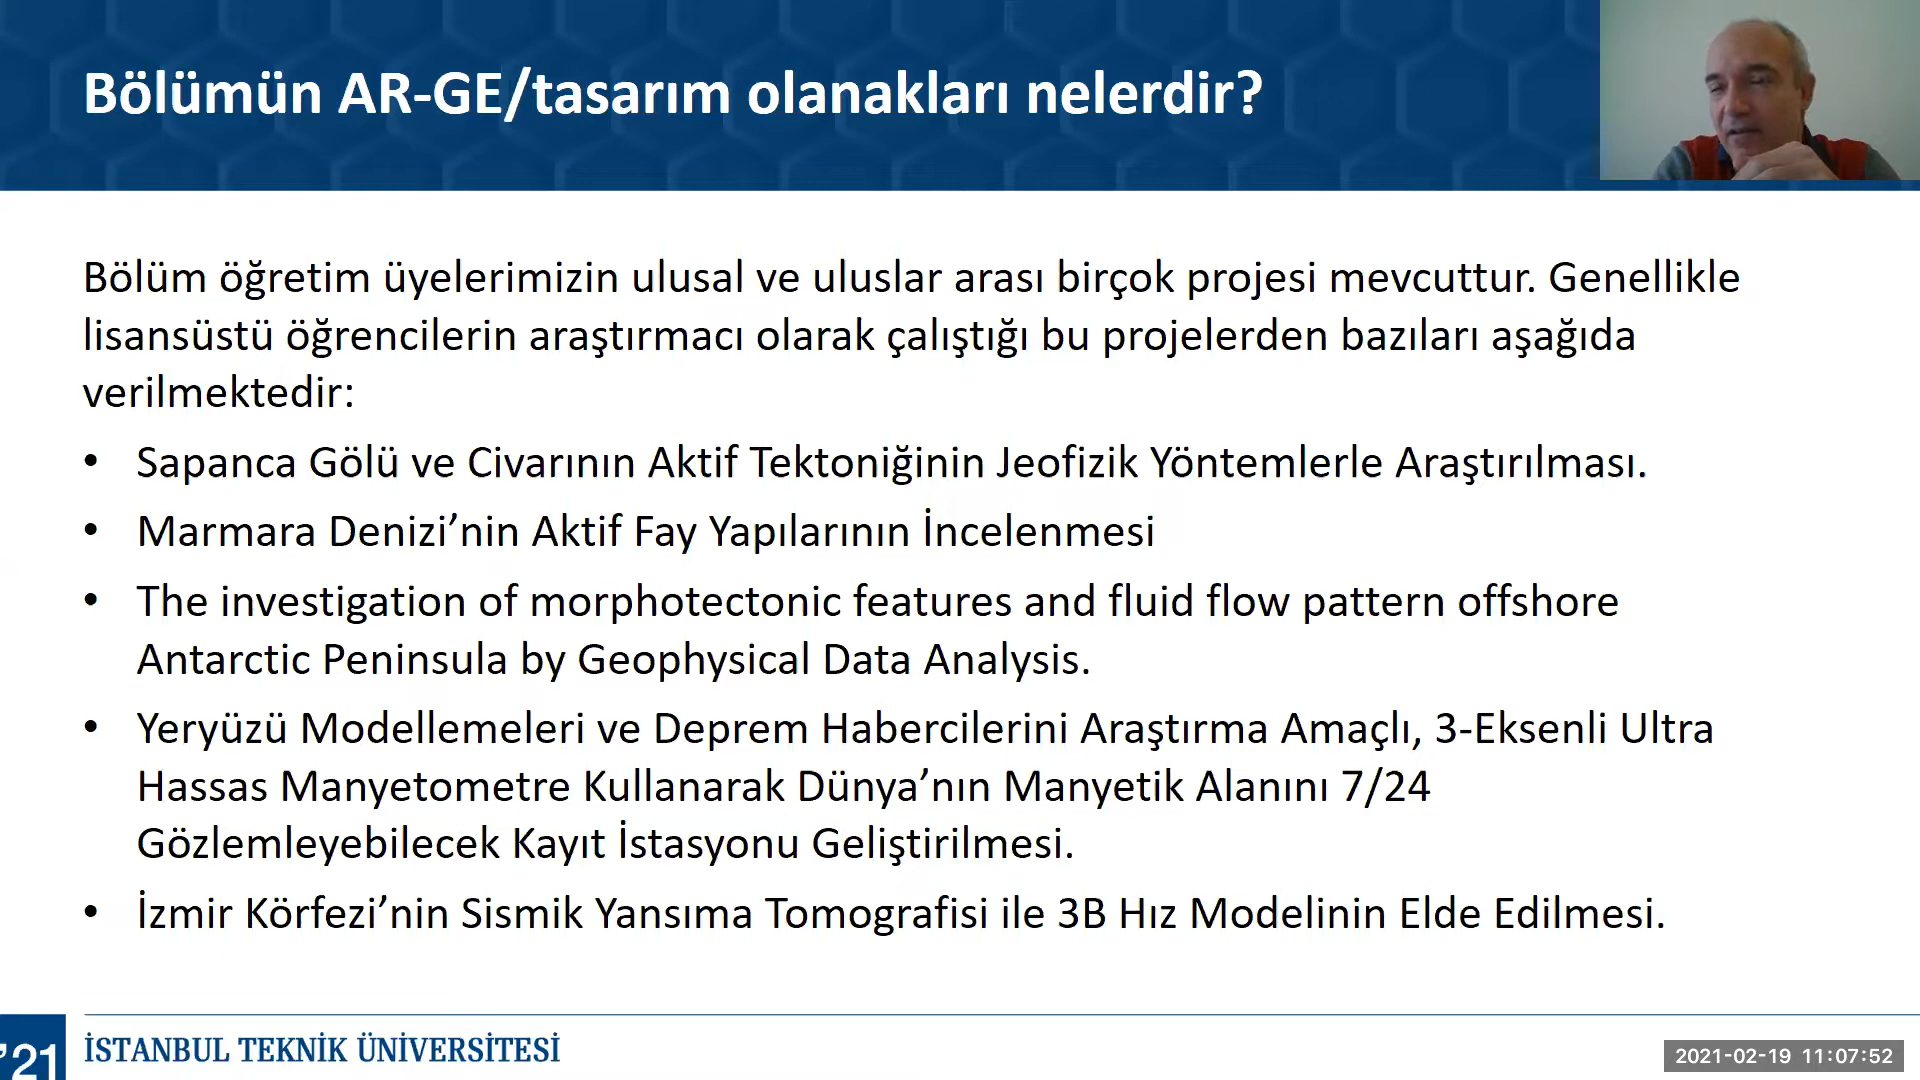 Bölümün AR-GE/tasarım olanakları nelerdir?
Bölüm öğretim üyelerimizin ulusal ve uluslar arası birçok projesi mevcuttur. Genellikle
lisansüstü öğrencilerin araştırmacı olarak çalıştığı bu projelerden bazıları aşağıda
verilmektedir:
• Sapanca Gölü ve Civarının Aktif Tektoniğinin Jeofizik Yöntemlerle Araştırılması.
• Marmara Denizi’nin Aktif Fay Yapılarının İncelenmesi
• The investigation of morphotectonic features and fluid flow pattern offshore
Antarctic Peninsula by Geophysical Data Analysis.
• Yeryüzü Modellemeleri ve Deprem Habercilerini Araştırma Amaçlı, 3-Eksenli Ultra
Hassas Manyetometre Kullanarak Dünya’nın Manyetik Alanını 7/24
Gözlemleyebilecek Kayıt İstasyonu Geliştirilmesi.
• İzmir Körfezi’nin Sismik Yansıma Tomografisi ile 3B Hız Modelinin Elde Edilmesi.
’21
İSTANBUL TEKNİK ÜNİVERSİTESİ
2021-02-19 11:07:52